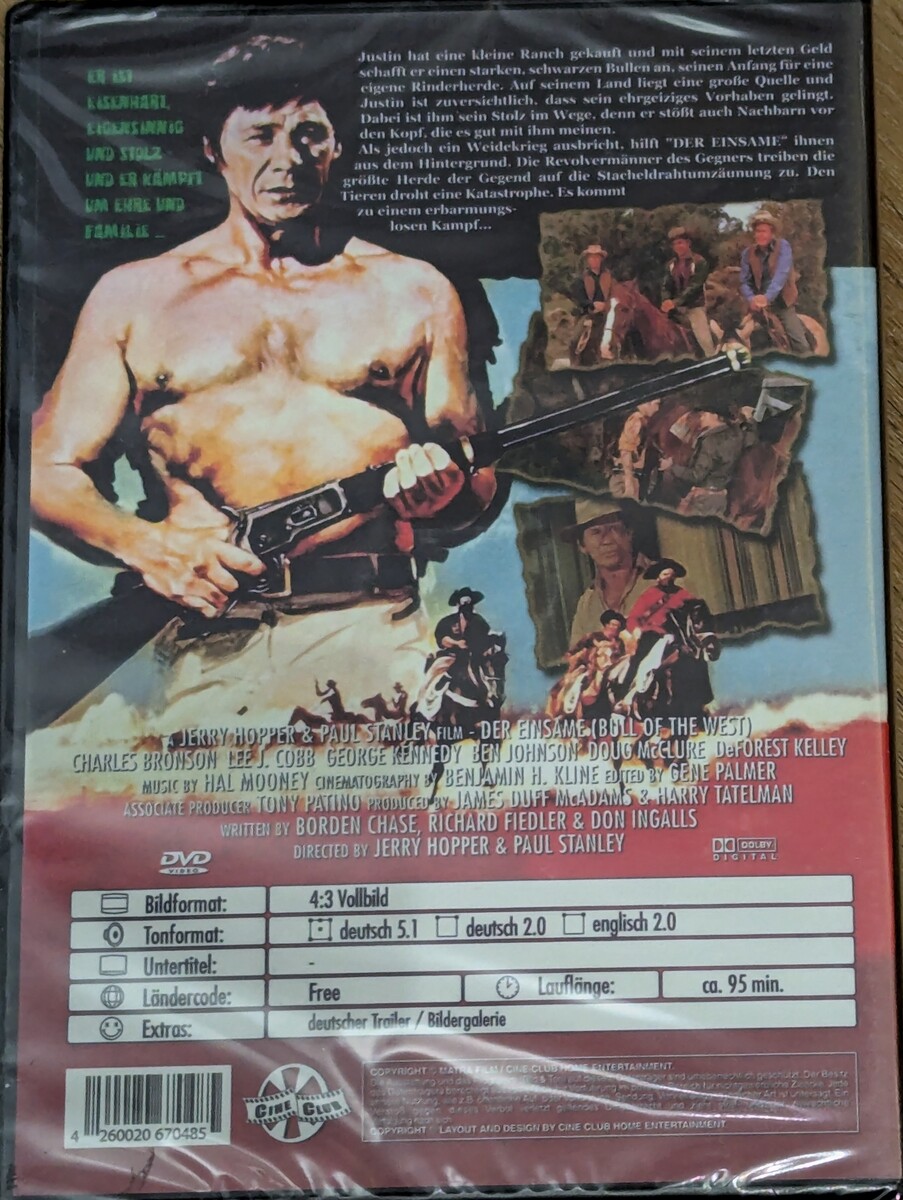 ER IST
EISENHART,
EIGENSINNIG
UND STOLZ
UND ER KÄMPFT
UM EHRE UND
FAMILIE ...
Justin hat eine kleine Ranch gekauft und mit seinem letzten Geld
schafft er einen starken, schwarzen Bullen an, seinen Anfang für eine
eigene Rinderherde. Auf seinem Land liegt eine große Quelle und
Justin ist zuversichtlich, dass sein ehrgeiziges Vorhaben gelingt.
Dabei ist ihm sein Stolz im Wege, denn er stößt auch Nachbarn vor
den Kopf, die es gut mit ihm meinen.
Als jedoch ein Weidekrieg ausbricht, hilft "DER EINSAME" ihnen
aus dem Hintergrund. Die Revolvermänner des Gegners treiben die
größte Herde der Gegend auf die Stacheldrahtumzäunung zu. Den
Tieren droht eine Katastrophe. Es kommt
zu einem erbarmungs-
losen Kampf...
A JERRY HOPPER & PAUL STANLEY FILM - DER EINSAME (BULL OF THE WEST)
CHARLES BRONSON LEE J. COBB GEORGE KENNEDY BEN JOHNSON DOUG McCLURE DeFOREST KELLEY
MUSIC BY HAL MOONEY CINEMATOGRAPHY BY BENJAMIN H. KLINE EDITED BY GENE PALMER
ASSOCIATE PRODUCER TONY PATINO PRODUCED BY JAMES DUFF McADAMS & HARRY TATELMAN
WRITTEN BY BORDEN CHASE, RICHARD FIEDLER & DON INGALLS
DIRECTED BY JERRY HOPPER & PAUL STANLEY
DVD VIDEO
DOLBY DIGITAL
Bildformat: 4:3 Vollbild
Tonformat: deutsch 5.1 deutsch 2.0 englisch 2.0
Untertitel: -
Ländercode: Free Lauflänge: ca. 95 min.
Extras: deutscher Trailer / Bildergalerie
4 260020 670485
CINE CLUB
COPYRIGHT © MATRA FILM / CINE CLUB HOME ENTERTAINMENT
COPYRIGHT © LAYOUT AND DESIGN BY CINE CLUB HOME ENTERTAINMENT